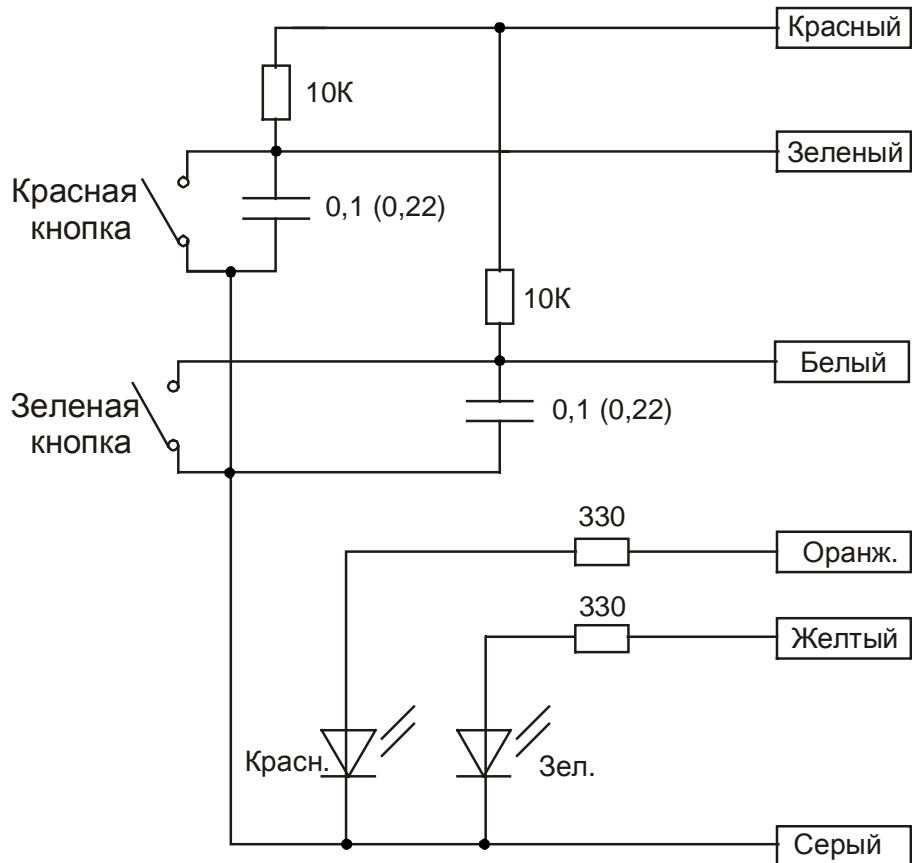 Красный
10К
Зеленый
Красная
кнопка
0,1 (0,22)
10К
Белый
Зеленая
кнопка
0,1 (0,22)
330
Оранж.
330
Желтый
Красн.
Зел.
Серый